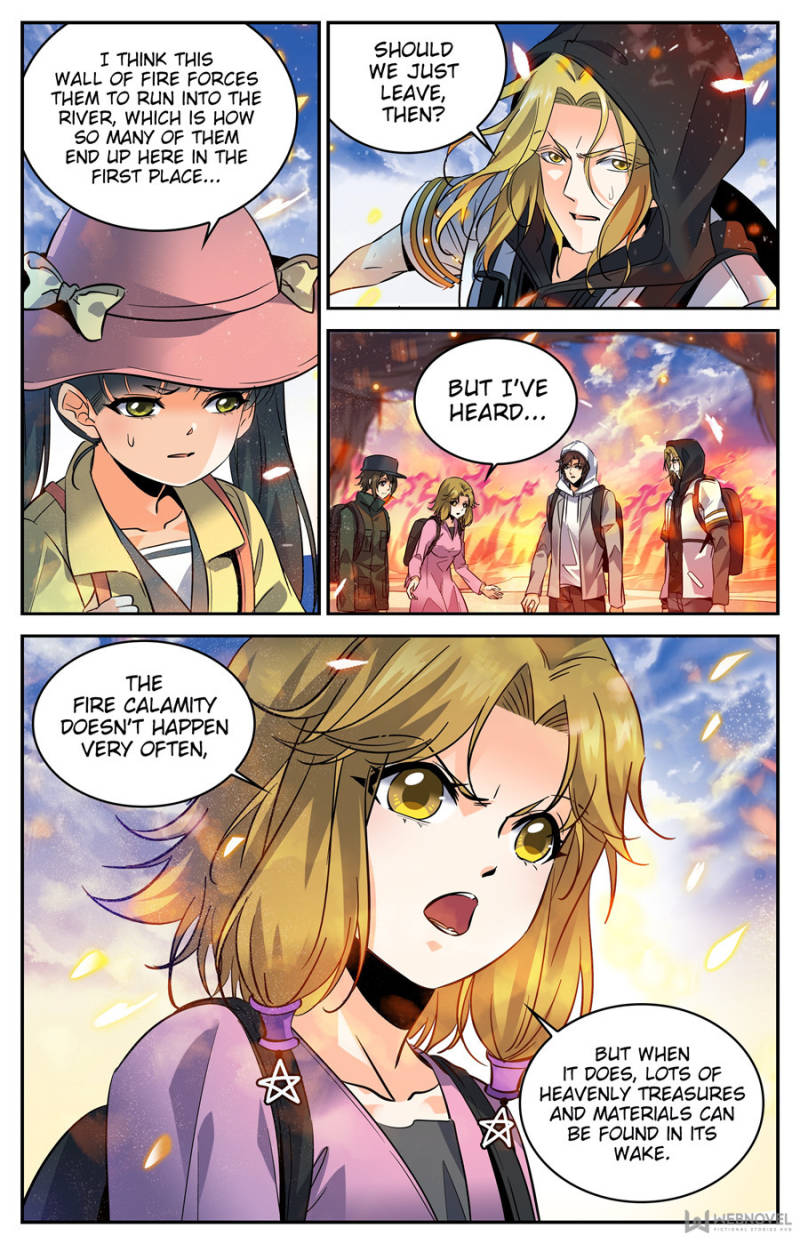 I THINK THIS
WALL OF FIRE FORCES
THEM TO RUN INTO THE
RIVER, WHICH IS HOW
SO MANY OF THEM
END UP HERE IN THE
FIRST PLACE...
SHOULD
WE JUST
LEAVE,
THEN?
BUT I'VE
HEARD...
THE
FIRE CALAMITY
DOESN'T HAPPEN
VERY OFTEN,
BUT WHEN
IT DOES, LOTS OF
HEAVENLY TREASURES
AND MATERIALS CAN
BE FOUND IN ITS
WAKE.
WEBNOVEL
FICTIONAL STORIES HUB